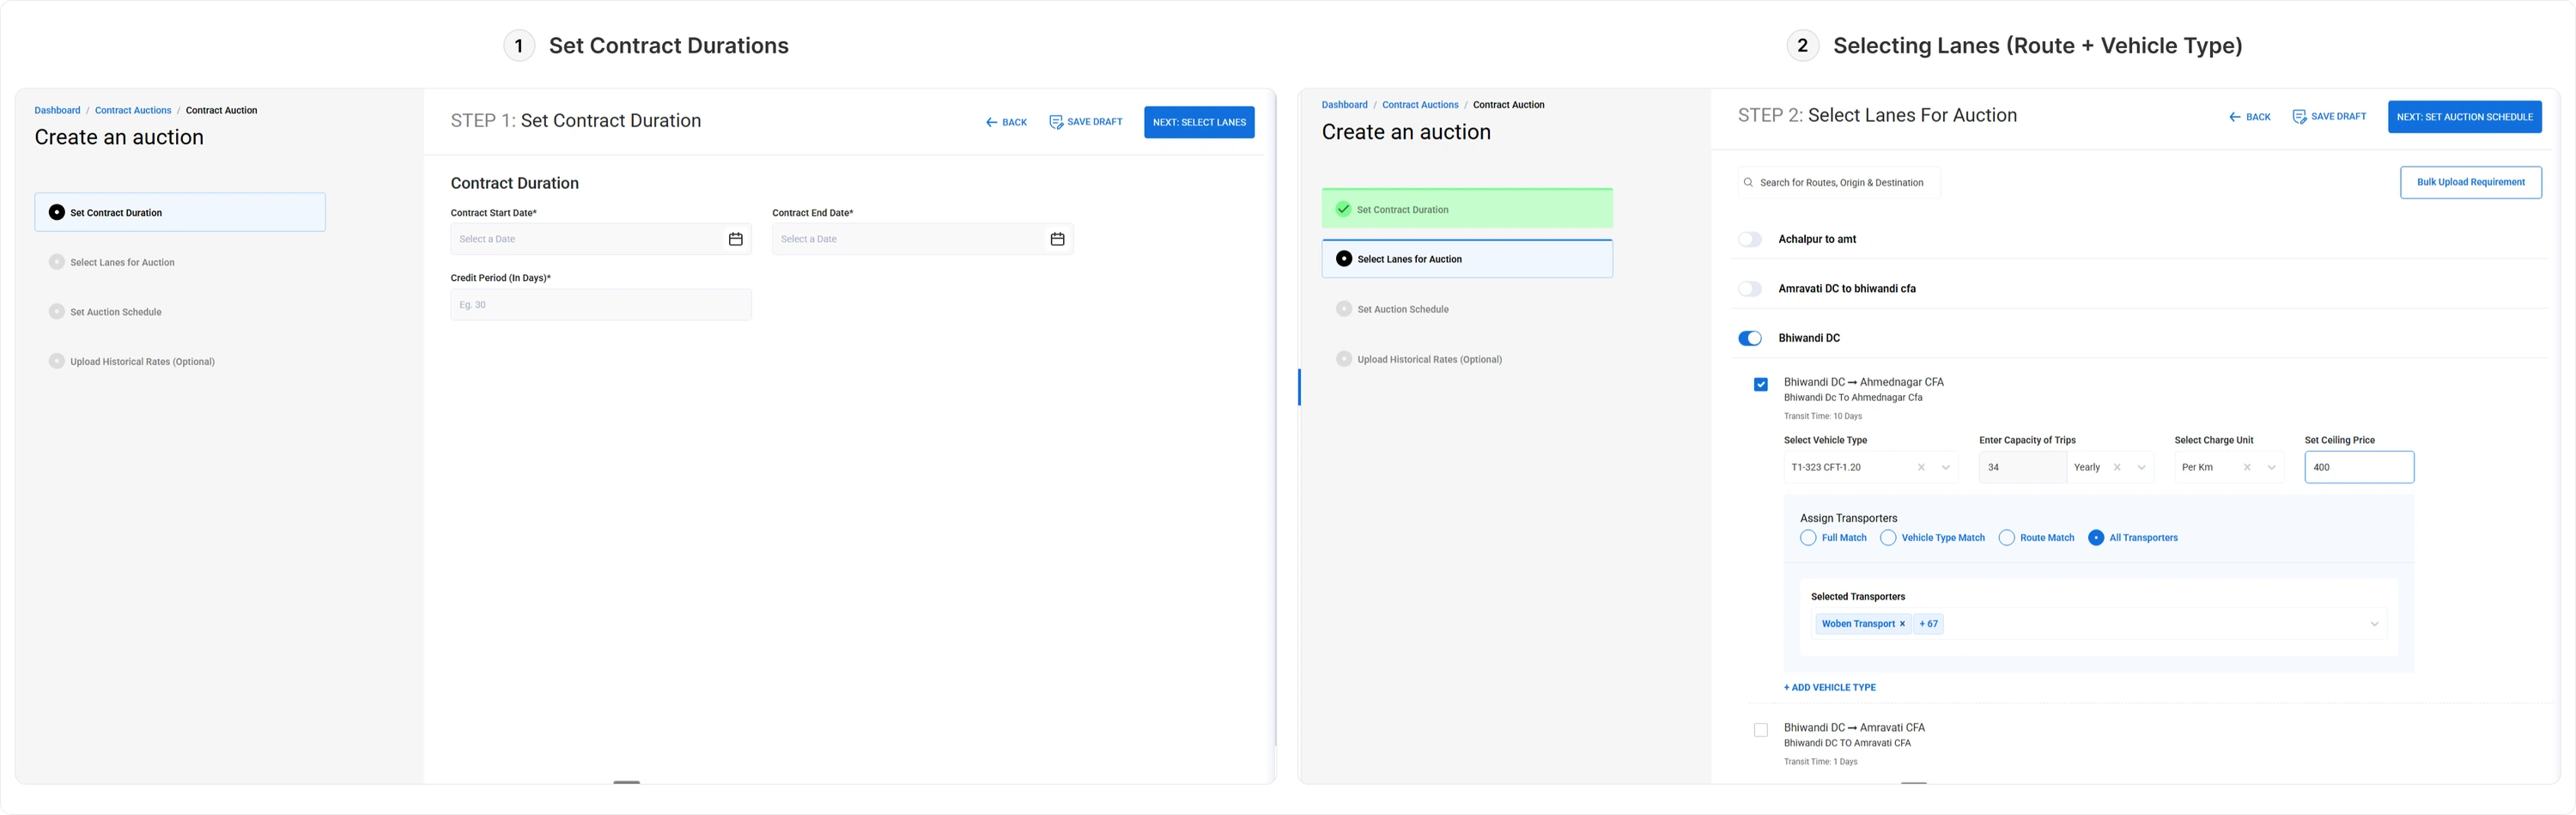 1 Set Contract Durations
Dashboard / Contract Auctions / Contract Auction
Create an auction
Set Contract Duration
Select Lanes for Auction
Set Auction Schedule
Upload Historical Rates (Optional)
STEP 1: Set Contract Duration
BACK
SAVE DRAFT
NEXT: SELECT LANES
Contract Duration
Contract Start Date*
Contract End Date*
Select a Date
Select a Date
Credit Period (In Days)*
Eg. 30
2 Selecting Lanes (Route + Vehicle Type)
Dashboard / Contract Auctions / Contract Auction
Create an auction
Set Contract Duration
Select Lanes for Auction
Set Auction Schedule
Upload Historical Rates (Optional)
STEP 2: Select Lanes For Auction
BACK
SAVE DRAFT
NEXT: SET AUCTION SCHEDULE
Search for Routes, Origin & Destination
Bulk Upload Requirement
Achalpur to amt
Amravati DC to bhiwandi cfa
Bhiwandi DC
Bhiwandi DC → Ahmednagar CFA
Bhiwandi Dc To Ahmednagar Cfa
Transit Time: 10 Days
Select Vehicle Type
Enter Capacity of Trips
Select Charge Unit
Set Ceiling Price
T1-323 CFT-1.20
34
Yearly
Per Km
400
Assign Transporters
Full Match
Vehicle Type Match
Route Match
All Transporters
Selected Transporters
Woben Transport ×
+ 67
+ ADD VEHICLE TYPE
Bhiwandi DC → Amravati CFA
Bhiwandi DC TO Amravati CFA
Transit Time: 1 Days